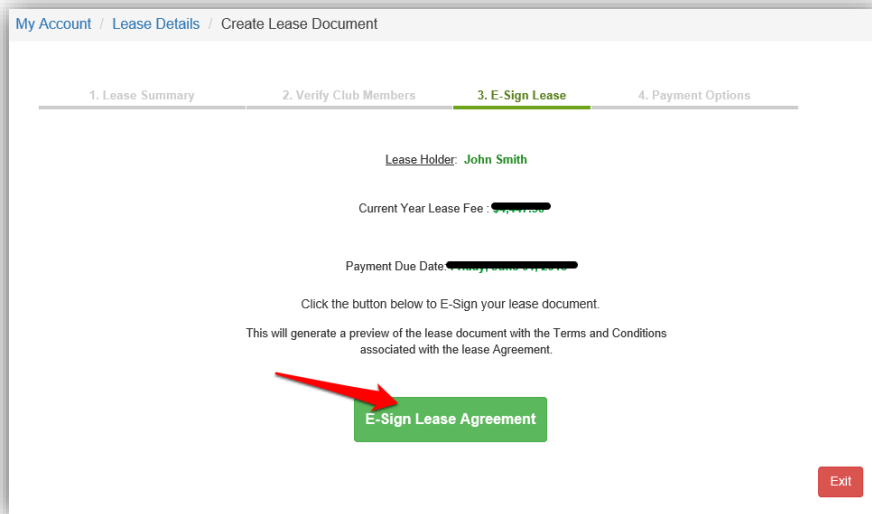 My Account / Lease Details / Create Lease Document
1. Lease Summary 2. Verify Club Members 3. E-Sign Lease 4. Payment Options
Lease Holder: John Smith
Current Year Lease Fee :
Payment Due Date:
Click the button below to E-Sign your lease document.
This will generate a preview of the lease document with the Terms and Conditions
associated with the lease Agreement.
E-Sign Lease Agreement
Exit